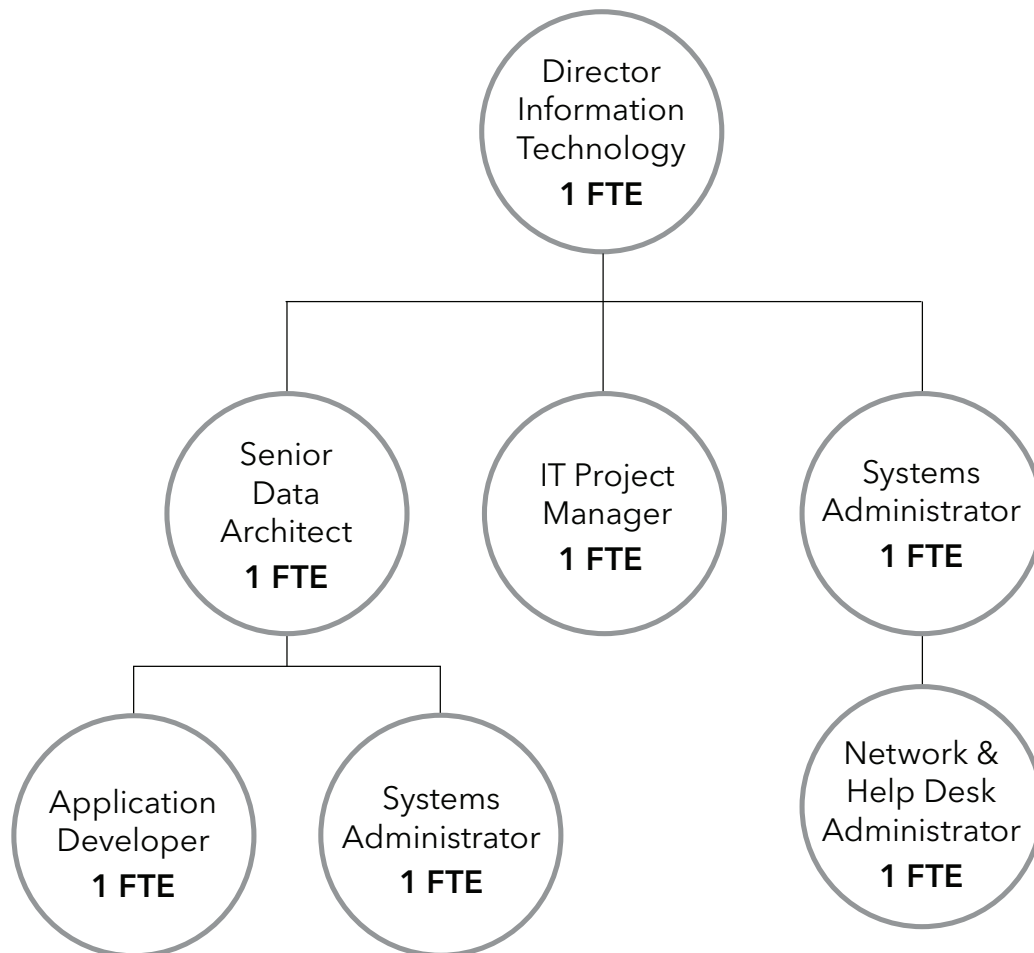 Director
Information
Technology
1 FTE
Senior
Data
Architect
1 FTE
IT Project
Manager
1 FTE
Systems
Administrator
1 FTE
Application
Developer
1 FTE
Systems
Administrator
1 FTE
Network &
Help Desk
Administrator
1 FTE